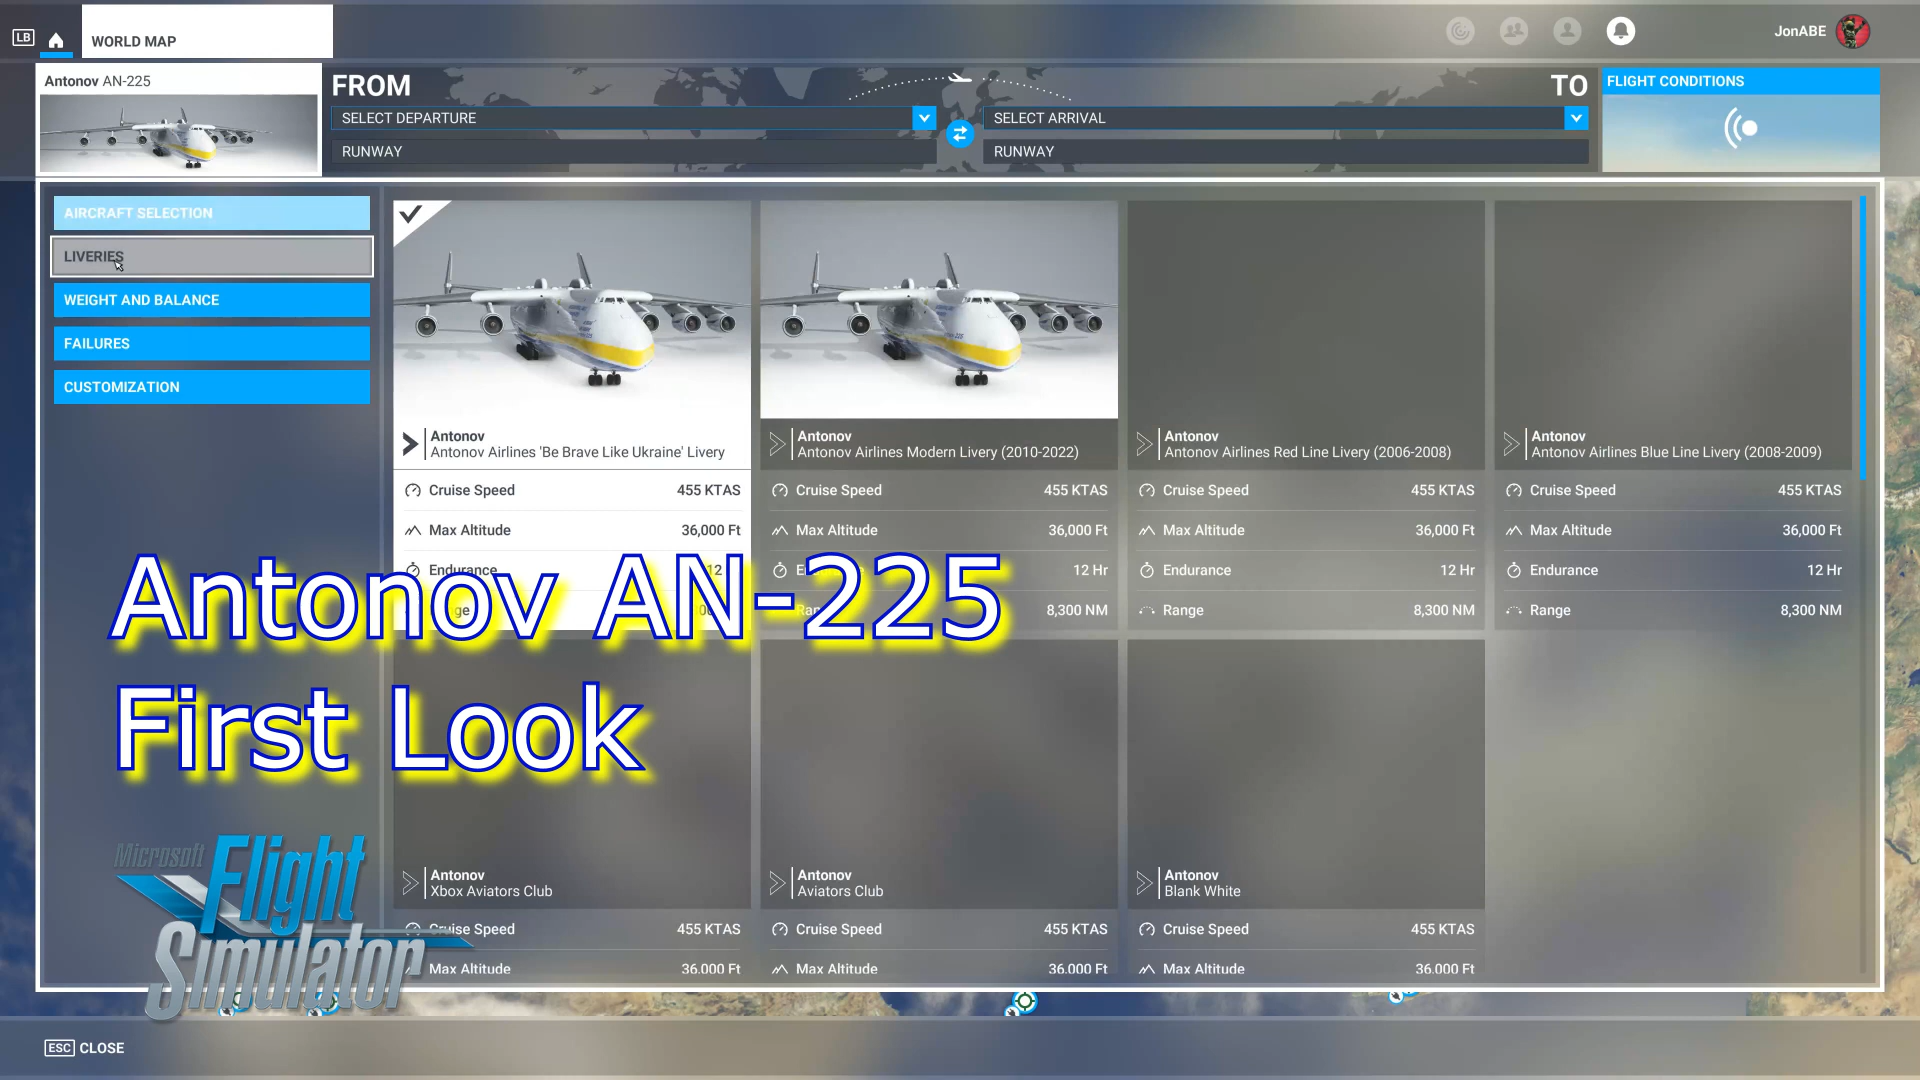 LB
WORLD MAP
JonABE
Antonov AN-225
FROM
TO
SELECT DEPARTURE
SELECT ARRIVAL
RUNWAY
RUNWAY
FLIGHT CONDITIONS
AIRCRAFT SELECTION
LIVERIES
WEIGHT AND BALANCE
FAILURES
CUSTOMIZATION
Antonov
Antonov Airlines 'Be Brave Like Ukraine' Livery
Cruise Speed 455 KTAS
Max Altitude 36,000 Ft
Endurance 12
Antonov
Antonov Airlines Modern Livery (2010-2022)
Cruise Speed 455 KTAS
Max Altitude 36,000 Ft
12 Hr
8,300 NM
Antonov
Antonov Airlines Red Line Livery (2006-2008)
Cruise Speed 455 KTAS
Max Altitude 36,000 Ft
Endurance 12 Hr
Range 8,300 NM
Antonov
Antonov Airlines Blue Line Livery (2008-2009)
Cruise Speed 455 KTAS
Max Altitude 36,000 Ft
Endurance 12 Hr
Range 8,300 NM
Antonov AN-225
First Look
Antonov
Xbox Aviators Club
Cruise Speed 455 KTAS
Max Altitude 36,000 Ft
Antonov
Aviators Club
Cruise Speed 455 KTAS
Max Altitude 36,000 Ft
Antonov
Blank White
Cruise Speed 455 KTAS
Max Altitude 36,000 Ft
Microsoft
Flight
Simulator
ESC CLOSE